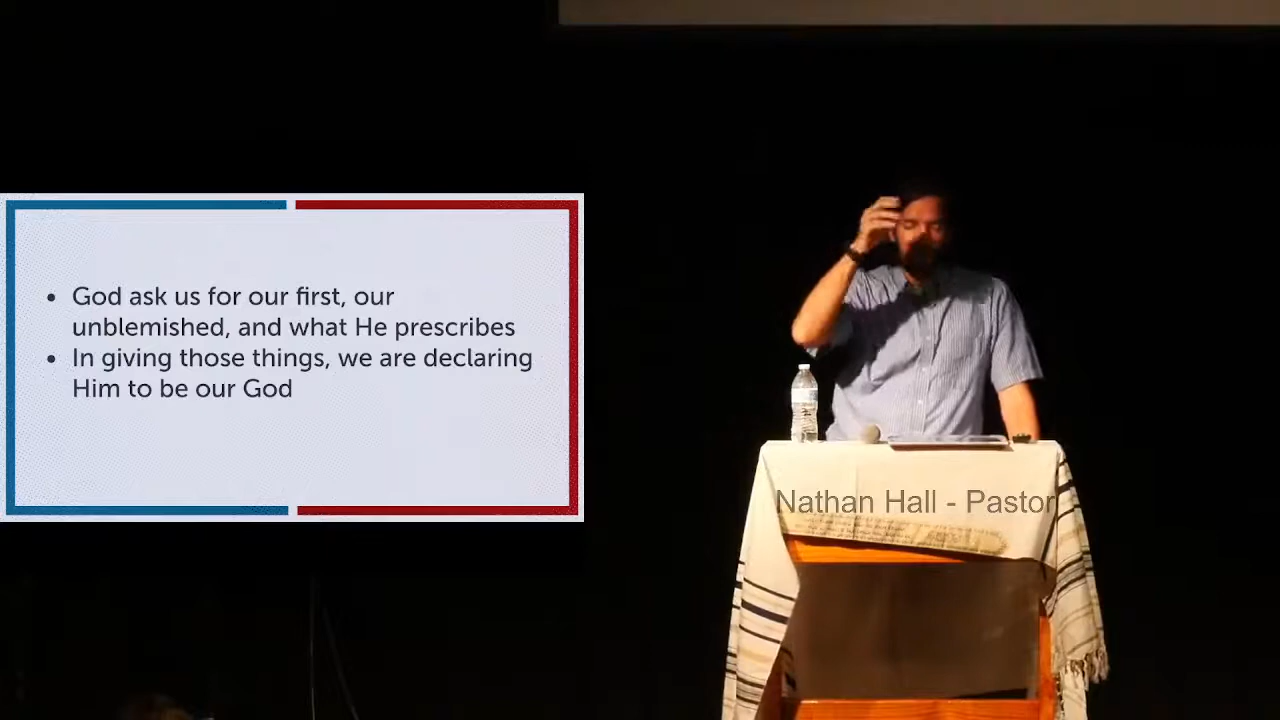 • God ask us for our first, our
unblemished, and what He prescribes
• In giving those things, we are declaring
Him to be our God
Nathan Hall - Pastor